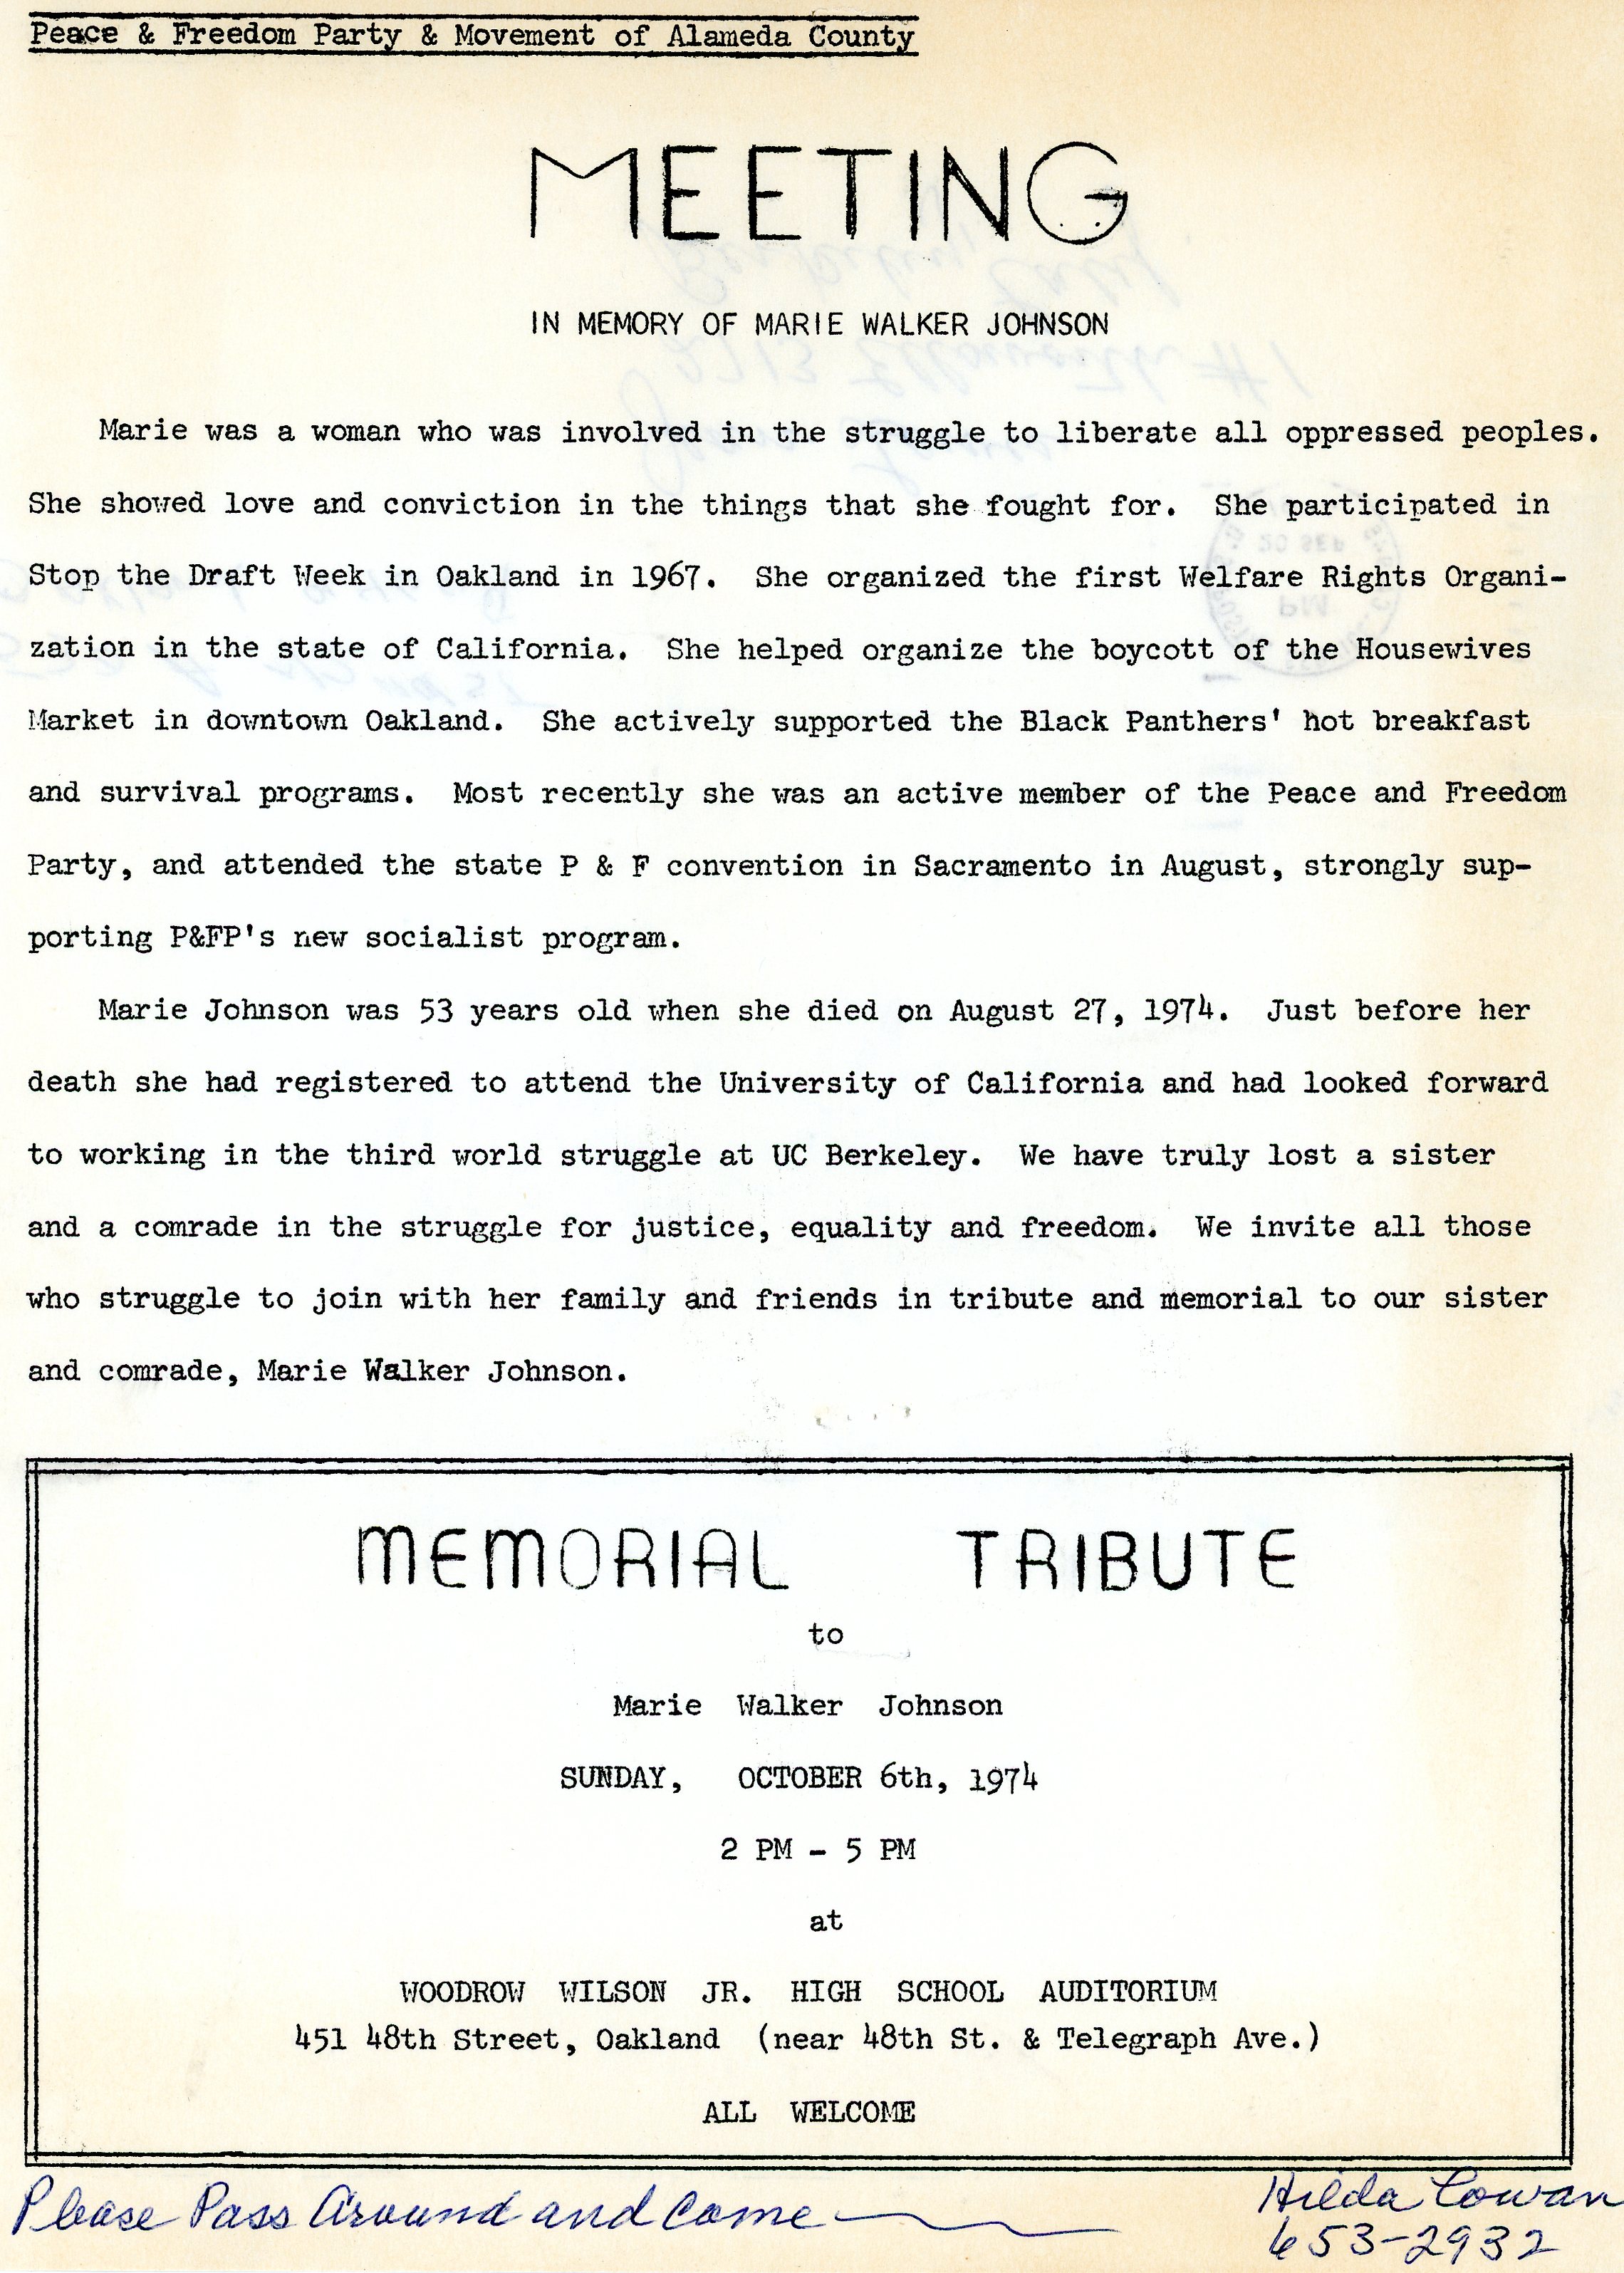 Peace & Freedom Party & Movement of Alameda County
MEETING
IN MEMORY OF MARIE WALKER JOHNSON
Marie was a woman who was involved in the struggle to liberate all oppressed peoples.
She showed love and conviction in the things that she fought for. She participated in
Stop the Draft Week in Oakland in 1967. She organized the first Welfare Rights Organi-
zation in the state of California. She helped organize the boycott of the Housewives
Market in downtown Oakland. She actively supported the Black Panthers' hot breakfast
and survival programs. Most recently she was an active member of the Peace and Freedom
Party, and attended the state P & F convention in Sacramento in August, strongly sup-
porting P&FP's new socialist program.
Marie Johnson was 53 years old when she died on August 27, 1974. Just before her
death she had registered to attend the University of California and had looked forward
to working in the third world struggle at UC Berkeley. We have truly lost a sister
and a comrade in the struggle for justice, equality and freedom. We invite all those
who struggle to join with her family and friends in tribute and memorial to our sister
and comrade, Marie Walker Johnson.
MEMORIAL TRIBUTE
to
Marie Walker Johnson
SUNDAY, OCTOBER 6th, 1974
2 PM - 5 PM
at
WOODROW WILSON JR. HIGH SCHOOL AUDITORIUM
451 48th Street, Oakland (near 48th St. & Telegraph Ave.)
ALL WELCOME
Please Pass Around and Come
Hilda Cowan
653-2932